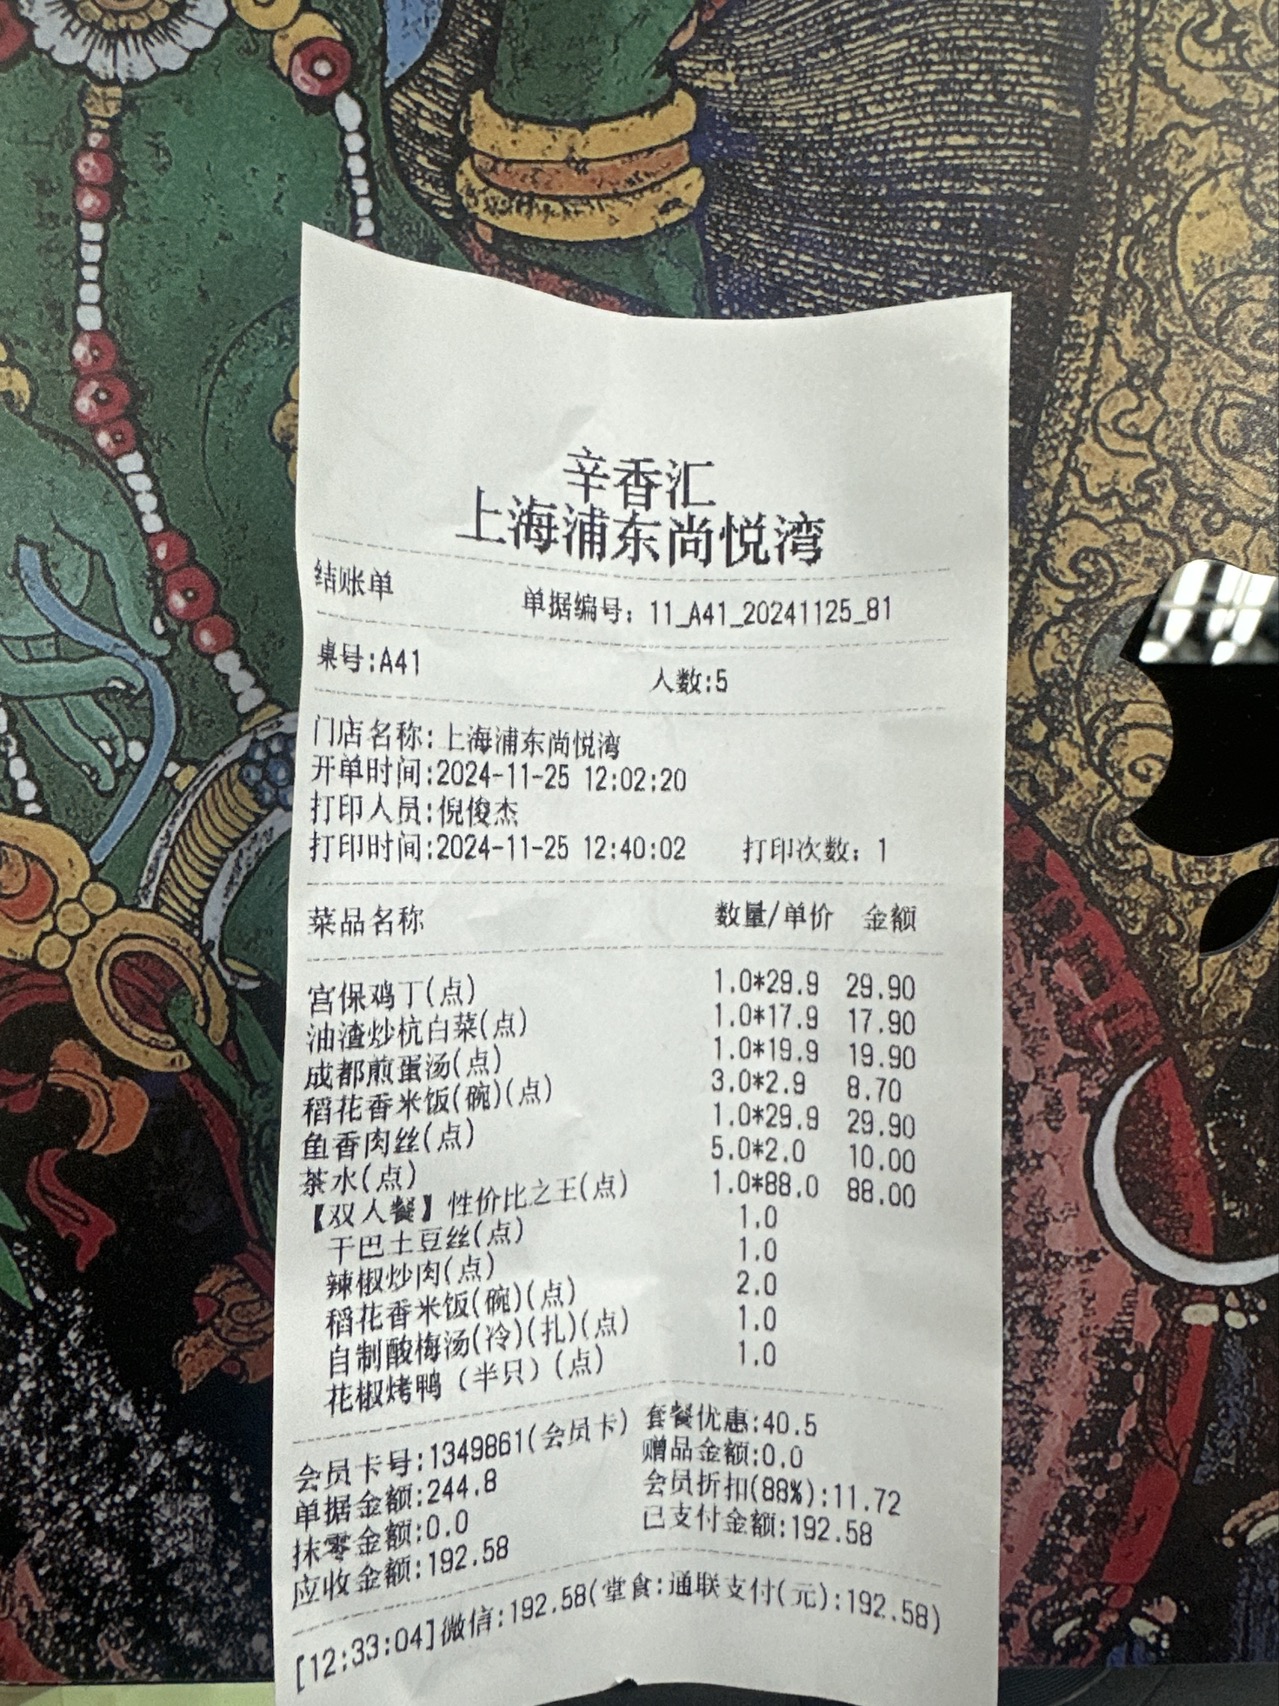 辛香汇
上海浦东尚悦湾
结账单 单据编号: 11_A41_20241125_81
桌号:A41 人数:5
门店名称:上海浦东尚悦湾
开单时间:2024-11-25 12:02:20
打印人员:倪俊杰
打印时间:2024-11-25 12:40:02 打印次数: 1
菜品名称 数量/单价 金额
宫保鸡丁(点) 1.0*29.9 29.90
油渣炒杭白菜(点) 1.0*17.9 17.90
成都煎蛋汤(点) 1.0*19.9 19.90
稻花香米饭(碗)(点) 3.0*2.9 8.70
鱼香肉丝(点) 1.0*29.9 29.90
茶水(点) 5.0*2.0 10.00
【双人餐】性价比之王(点) 1.0*88.0 88.00
干巴土豆丝(点) 1.0
辣椒炒肉(点) 1.0
稻花香米饭(碗)(点) 2.0
自制酸梅汤(冷)(扎)(点) 1.0
花椒烤鸭（半只）(点) 1.0
会员卡号:1349861(会员卡) 套餐优惠:40.5
单据金额:244.8 赠品金额:0.0
抹零金额:0.0 会员折扣(88%):11.72
应收金额:192.58 已支付金额:192.58
[12:33:04]微信:192.58(堂食:通联支付(元):192.58)